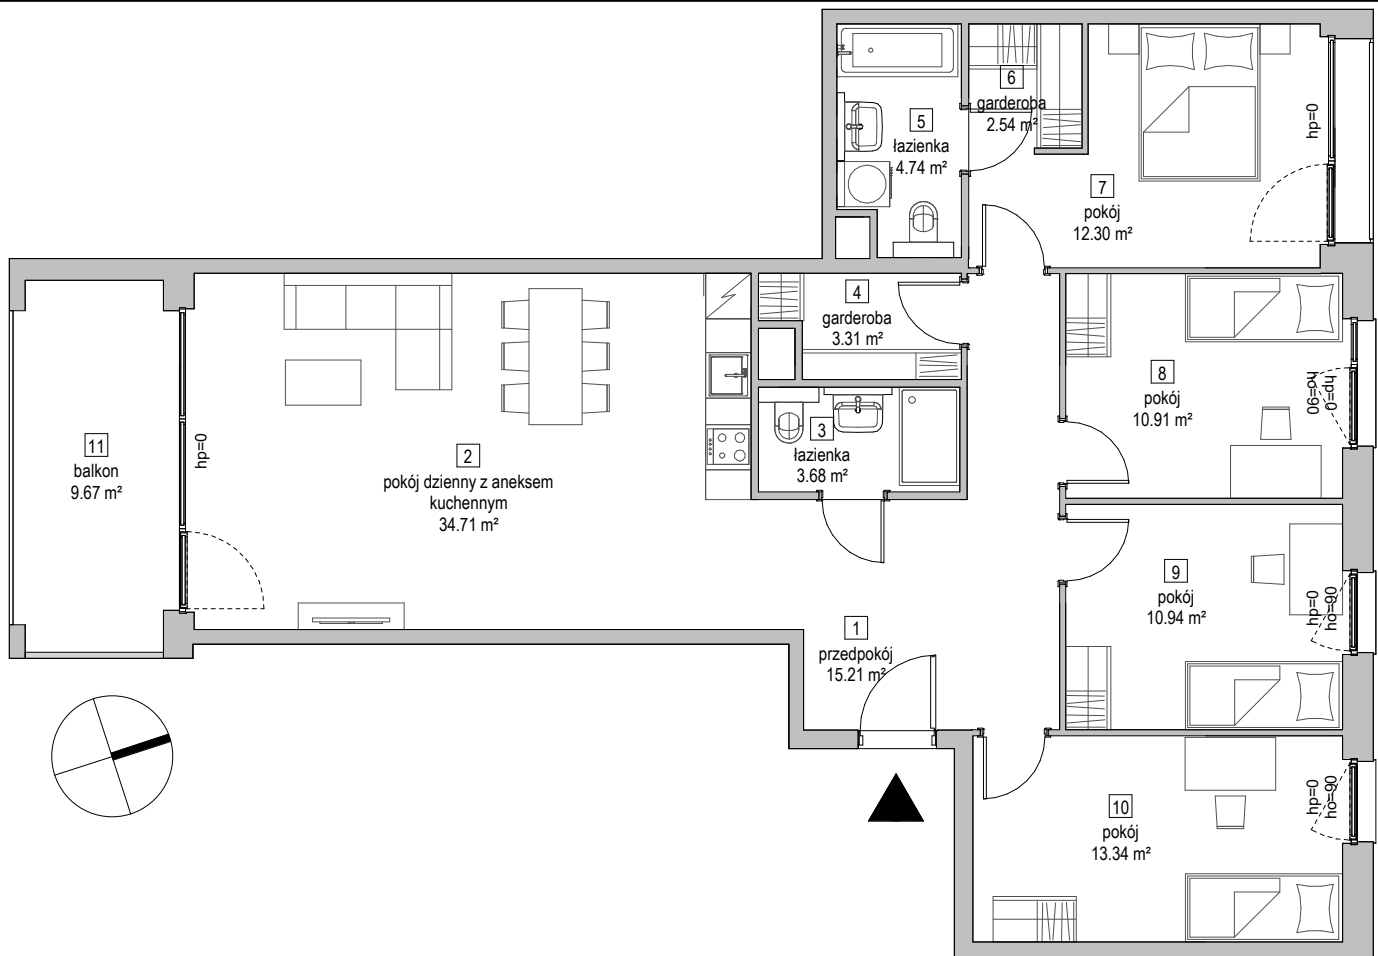 6
garderoba
2.54 m²
5
łazienka
4.74 m²
7
pokój
12.30 m²
hp=0
4
garderoba
3.31 m²
8
pokój
10.91 m²
hp=0
ho=90
11
balkon
9.67 m²
hp=0
2
pokój dzienny z aneksem
kuchennym
34.71 m²
3
łazienka
3.68 m²
9
pokój
10.94 m²
hp=0
ho=90
1
przedpokój
15.21 m²
10
pokój
13.34 m²
hp=0
ho=90